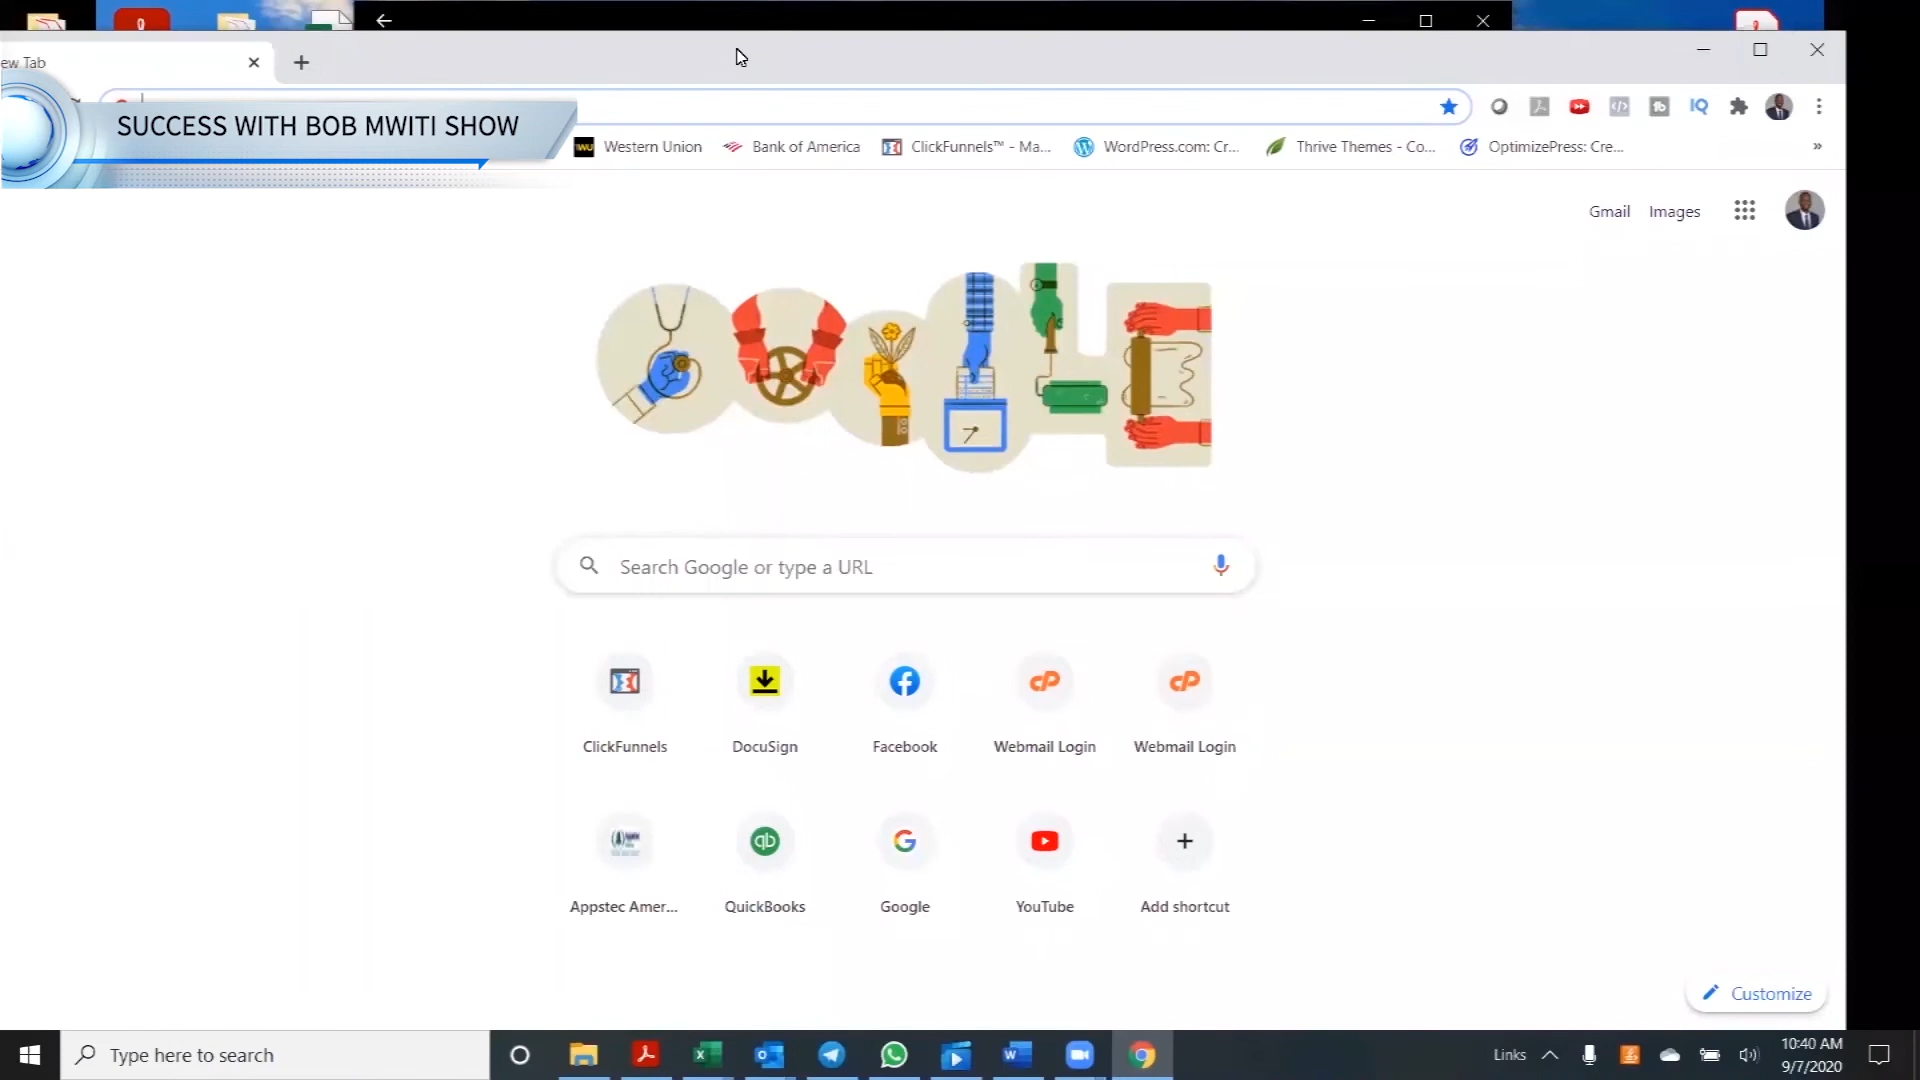 ew Tab
SUCCESS WITH BOB MWITI SHOW
Western Union
Bank of America
ClickFunnels™ - Ma...
WordPress.com: Cr...
Thrive Themes - Co...
OptimizePress: Cre...
»
Gmail
Images
Search Google or type a URL
ClickFunnels
DocuSign
Facebook
Webmail Login
Webmail Login
Appstec Amer...
QuickBooks
Google
YouTube
Add shortcut
Customize
Type here to search
Links
10:40 AM
9/7/2020